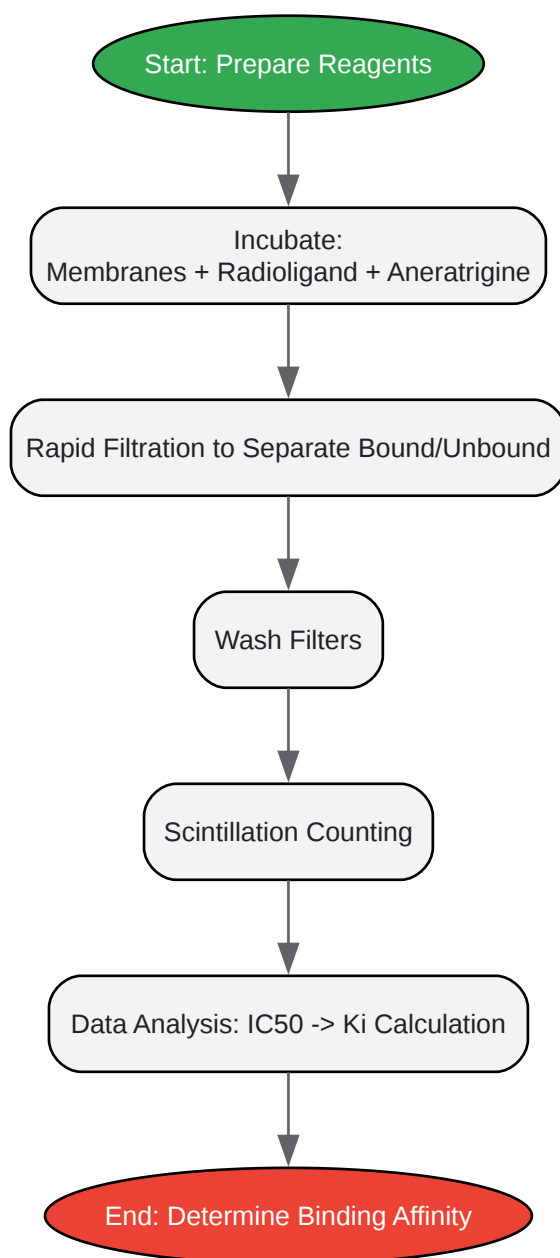 Start: Prepare Reagents
Incubate:
Membranes + Radioligand + Aneratrigine
Rapid Filtration to Separate Bound/Unbound
Wash Filters
Scintillation Counting
Data Analysis: IC50 -> Ki Calculation
End: Determine Binding Affinity